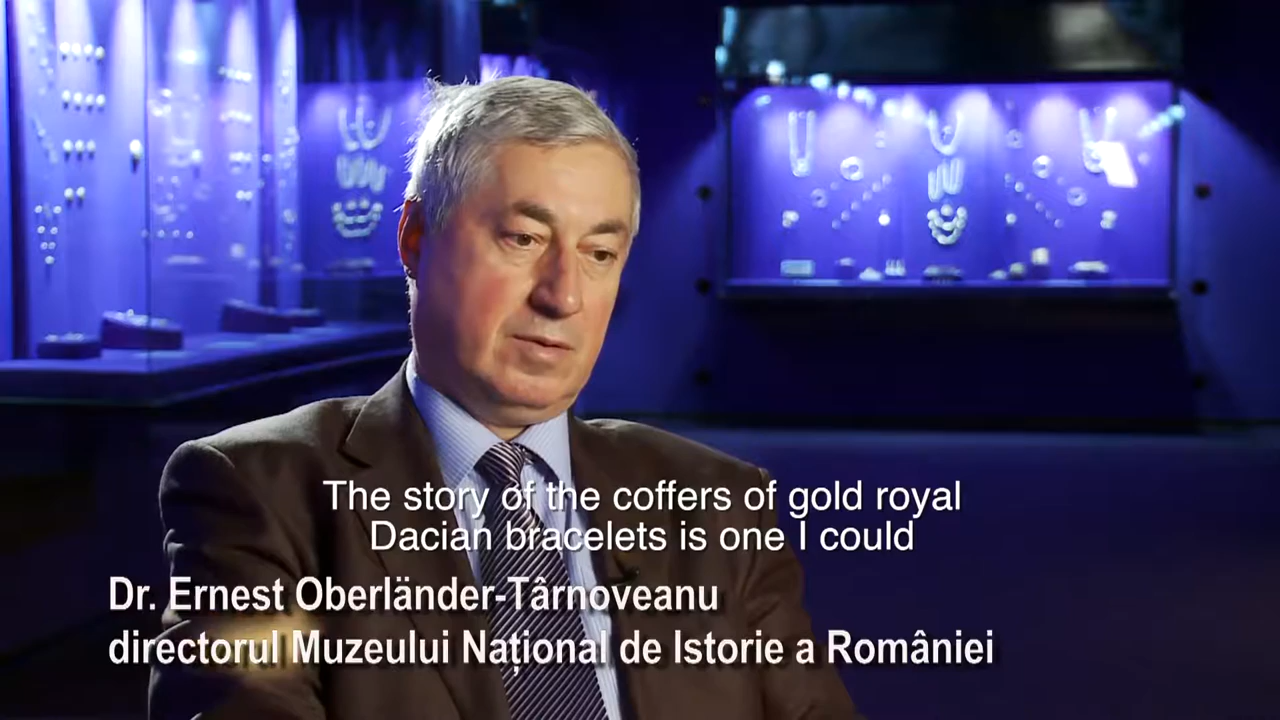 The story of the coffers of gold royal
Dacian bracelets is one I could
Dr. Ernest Oberländer-Târnoveanu
directorul Muzeului Național de Istorie a României